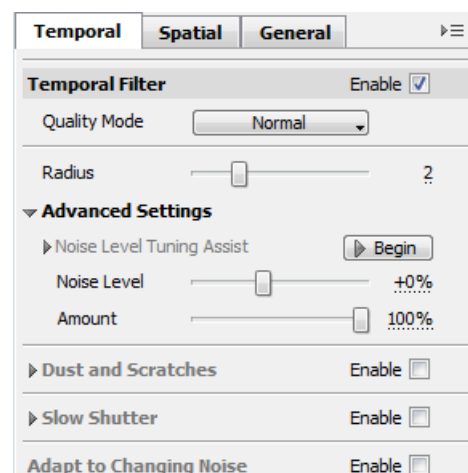 Temporal Spatial General
Temporal Filter Enable
Quality Mode Normal
Radius 2
Advanced Settings
Noise Level Tuning Assist Begin
Noise Level +0%
Amount 100%
Dust and Scratches Enable
Slow Shutter Enable
Adapt to Changing Noise Enable